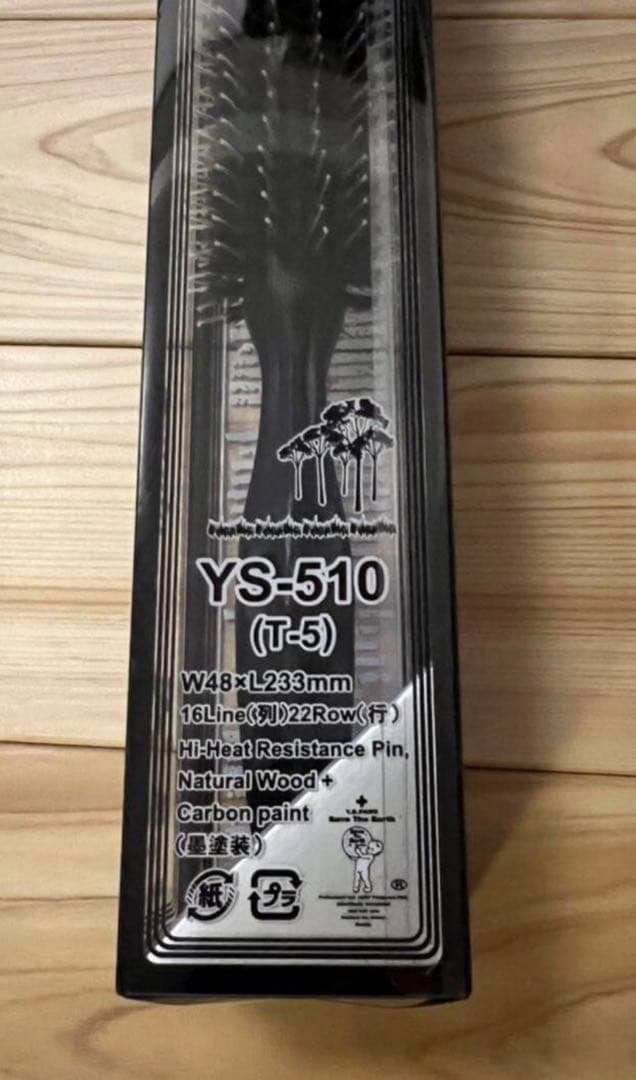 YS-510
(T-5)
W48×L233mm
16Line(列)22Row(行)
Hi-Heat Resistance Pin,
Natural Wood +
Carbon paint
(墨塗装)
Y.S.PARK
Save The Earth
紙
プラ